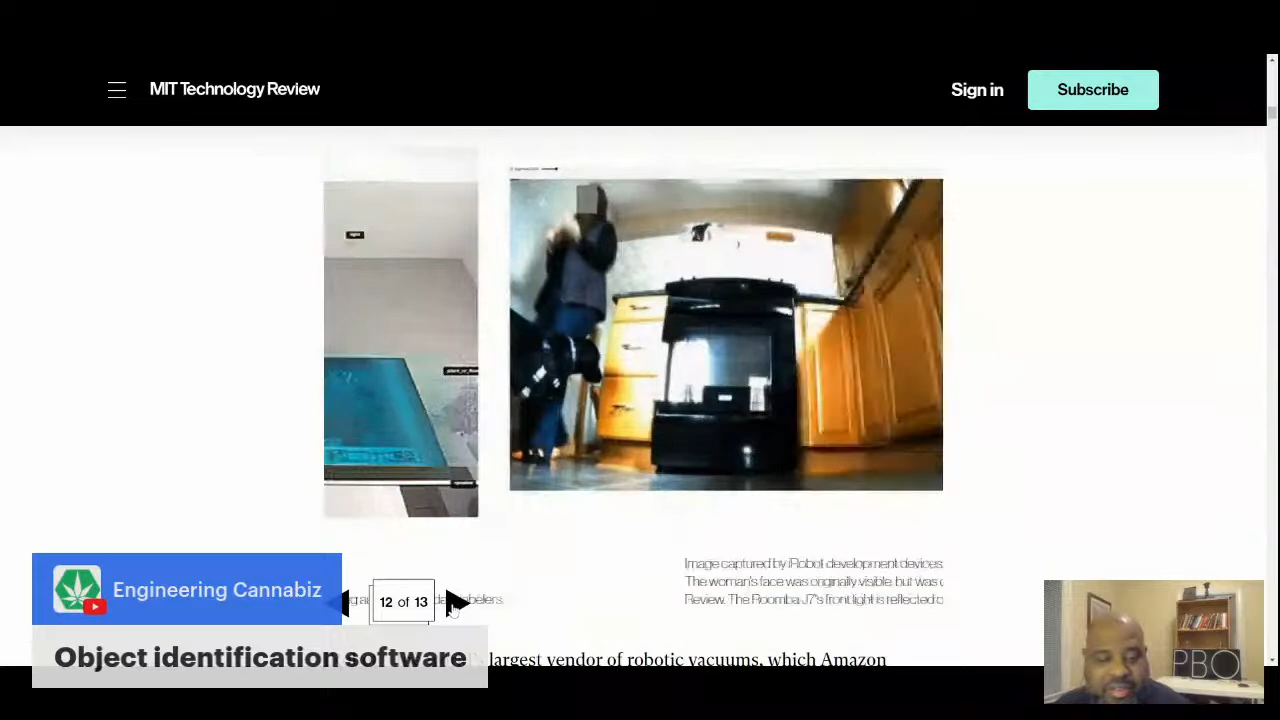 MIT Technology Review
Sign in
Subscribe
Image captured by iRobot development devices
The woman's face was originally visible but was
Review. The Roomba J7's front light is reflected
Engineering Cannabiz
12 of 13
labelers.
Object identification software
largest vendor of robotic vacuums, which Amazon
PBO